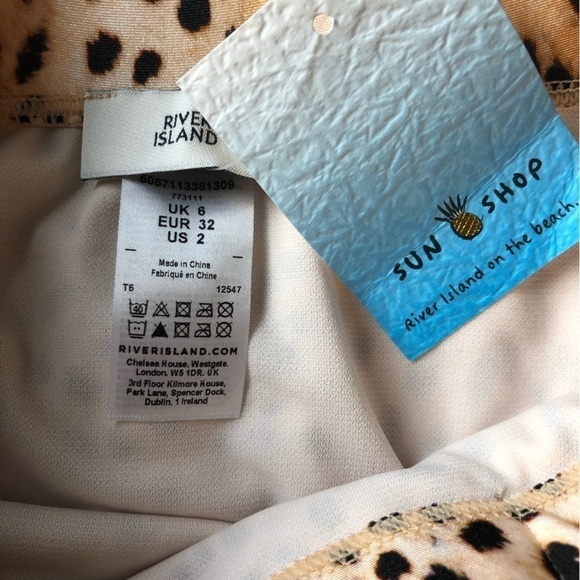 RIVER
ISLAND
5057113381309
773111
UK 6
EUR 32
US 2
Made in China
Fabriqué en Chine
T6 12547
40
RIVERISLAND.COM
Chelsea House, Westgate.
London. W5 1DR. UK
3rd Floor Kilmore House,
Park Lane, Spencer Dock,
Dublin. 1 Ireland
SUN SHOP
River Island on the beach.